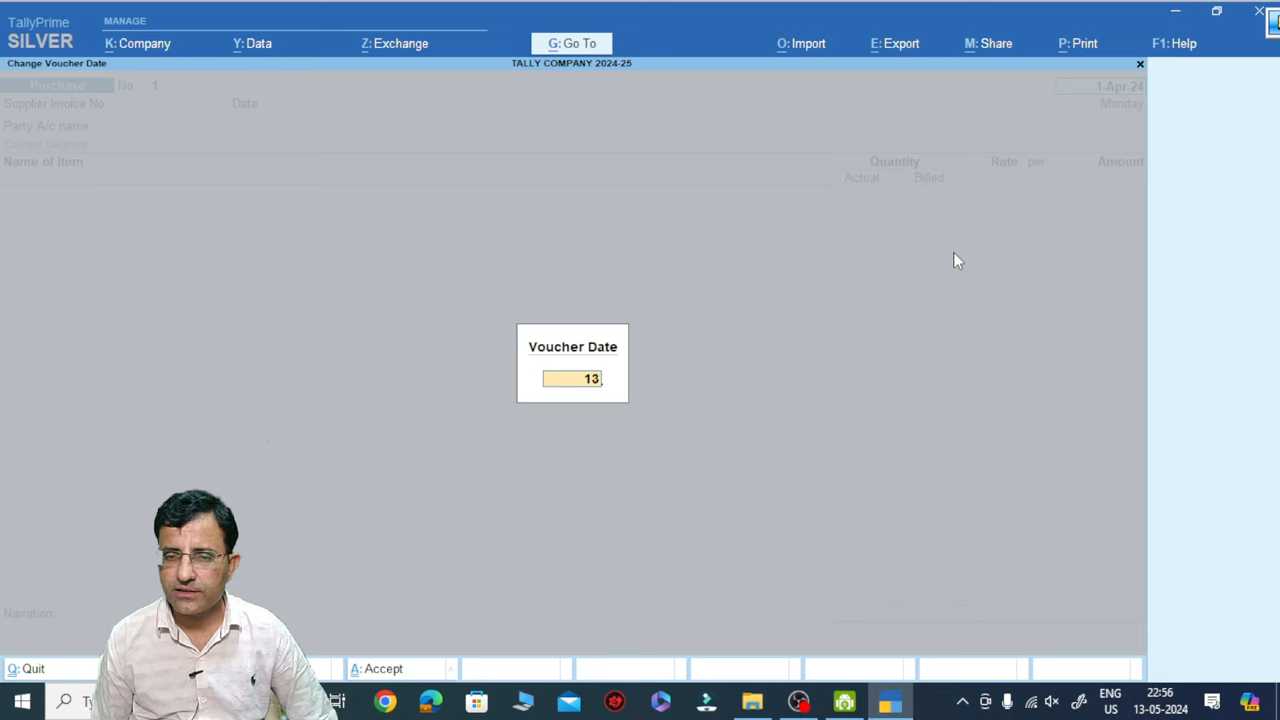 TallyPrime
MANAGE
SILVER
K: Company
Y: Data
Z: Exchange
G: Go To
O: Import
E: Export
M: Share
P: Print
F1: Help
Change Voucher Date
TALLY COMPANY 2024-25
Purchase No. 1
1-Apr-24
Supplier Invoice No.
Date
Monday
Party A/c name
Current balance
Name of Item
Quantity
Rate per
Amount
Actual
Billed
Voucher Date
13
Narration:
Q: Quit
A: Accept
ENG
US
22:56
13-05-2024